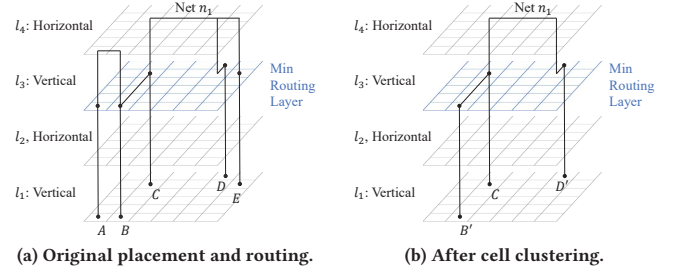 Net n₁
l₄: Horizontal
l₃: Vertical
Min
Routing
Layer
l₂, Horizontal
l₁: Vertical
A
B
C
D
E
(a) Original placement and routing.
Net n₁
l₄: Horizontal
l₃: Vertical
Min
Routing
Layer
l₂, Horizontal
l₁: Vertical
B′
C
D′
(b) After cell clustering.